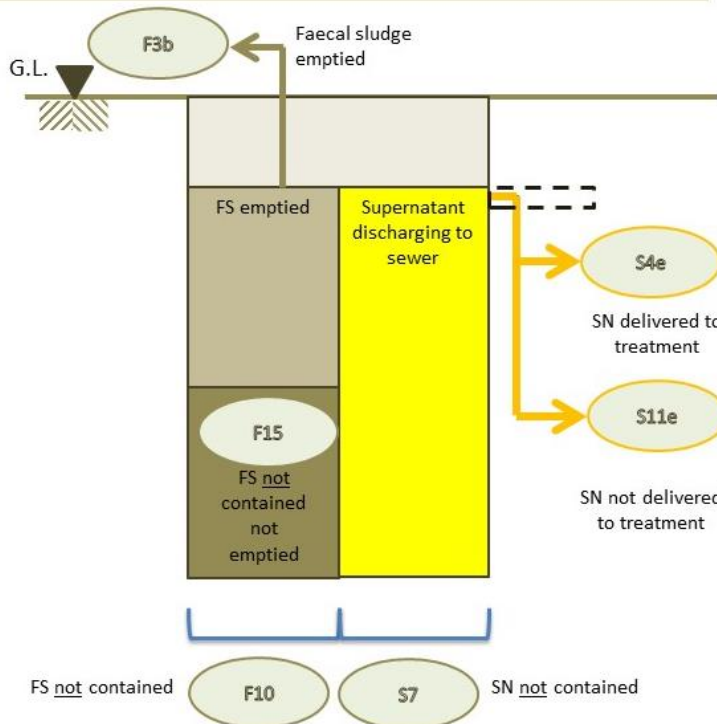 F3b
Faecal sludge
emptied
G.L.
FS emptied
Supernatant
discharging to
sewer
S4e
SN delivered to
treatment
F15
FS not
contained
not
emptied
S11e
SN not delivered
to treatment
FS not contained
F10
S7
SN not contained